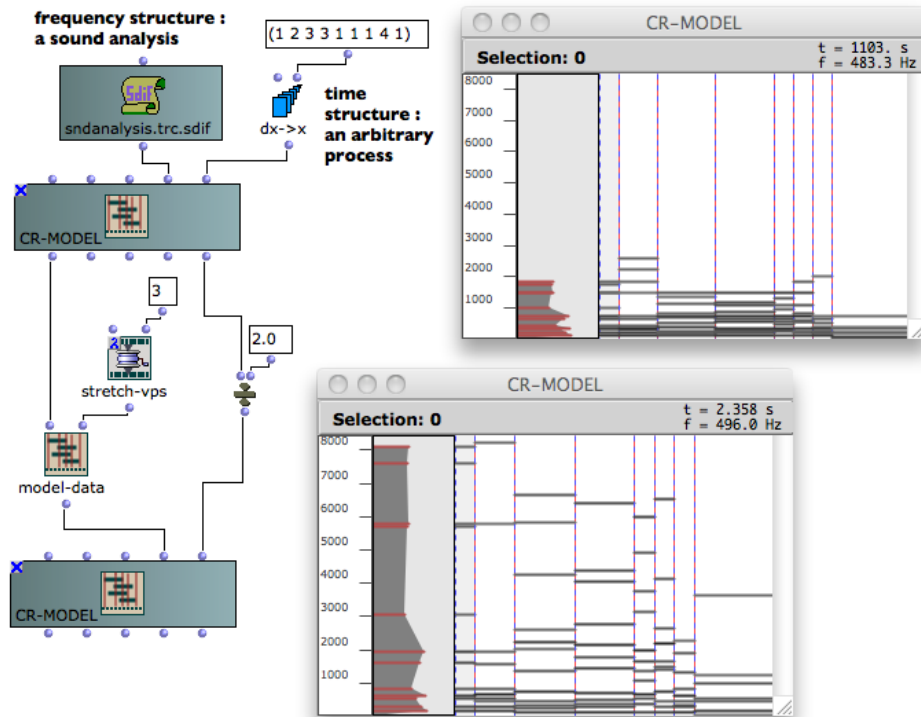 frequency structure :
a sound analysis
(1 2 3 3 1 1 1 4 1)
Sdif
sndanalysis.trc.sdif
dx->x
time
structure :
an arbitrary
process
CR-MODEL
3
2.0
stretch-vps
model-data
CR-MODEL
Selection: 0
t = 1103. s
f = 483.3 Hz
8000
7000
6000
5000
4000
3000
2000
1000
CR-MODEL
Selection: 0
t = 2.358 s
f = 496.0 Hz
8000
7000
6000
5000
4000
3000
2000
1000